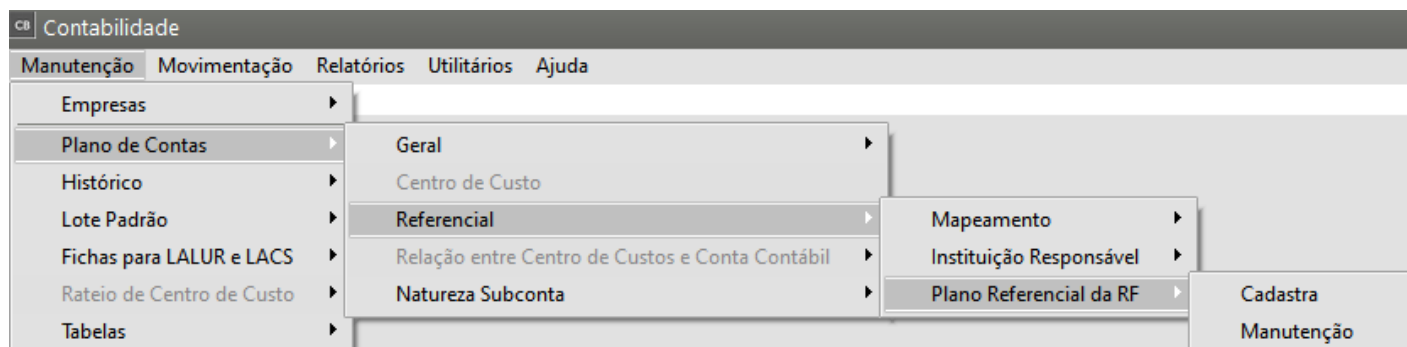 CB Contabilidade
Manutenção Movimentação Relatórios Utilitários Ajuda
Empresas
Plano de Contas
Histórico
Lote Padrão
Fichas para LALUR e LACS
Rateio de Centro de Custo
Tabelas
Geral
Centro de Custo
Referencial
Relação entre Centro de Custos e Conta Contábil
Natureza Subconta
Mapeamento
Instituição Responsável
Plano Referencial da RF
Cadastra
Manutenção